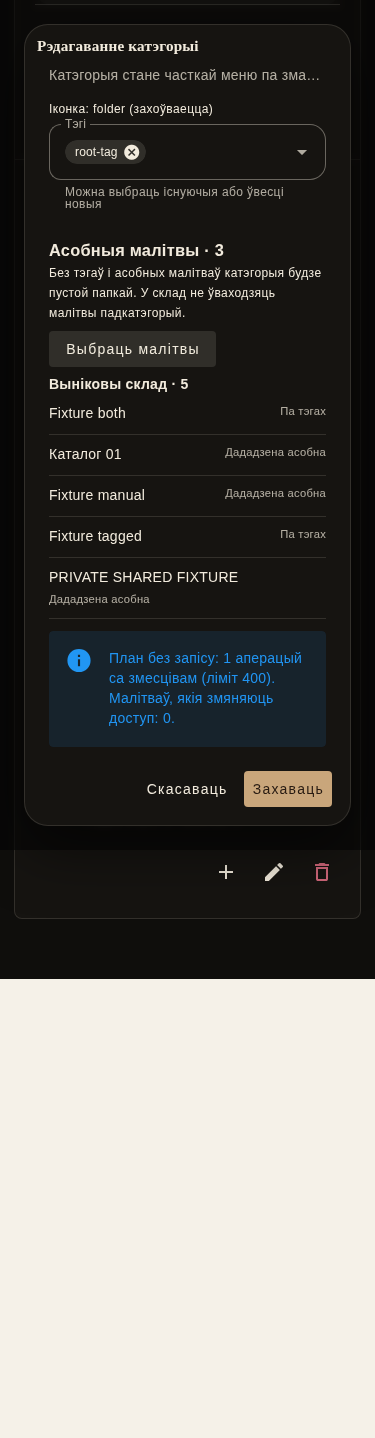 Рэдагаванне катэгорыі
Катэгорыя стане часткай меню па зма…
Іконка: folder (захоўваецца)
Тэгі
root-tag
Можна выбраць існуючыя або ўвесці
новыя
Асобныя малітвы · 3
Без тэгаў і асобных малітваў катэгорыя будзе
пустой папкай. У склад не ўваходзяць
малітвы падкатэгорый.
Выбраць малітвы
Выніковы склад · 5
Fixture both
Па тэгах
Каталог 01
Дададзена асобна
Fixture manual
Дададзена асобна
Fixture tagged
Па тэгах
PRIVATE SHARED FIXTURE
Дададзена асобна
План без запісу: 1 аперацый
са змесцівам (ліміт 400).
Малітваў, якія змяняюць
доступ: 0.
Скасаваць
Захаваць